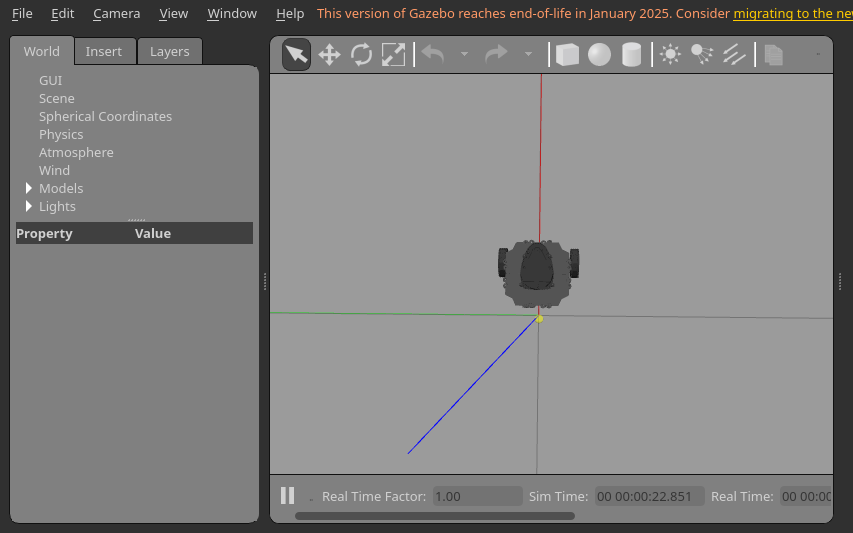 File Edit Camera View Window Help This version of Gazebo reaches end-of-life in January 2025. Consider migrating to the
World Insert Layers
GUI
Scene
Spherical Coordinates
Physics
Atmosphere
Wind
Models
Lights
Property Value
Real Time Factor: 1.00 Sim Time: 00 00:00:22.851 Real Time: 00 00:00